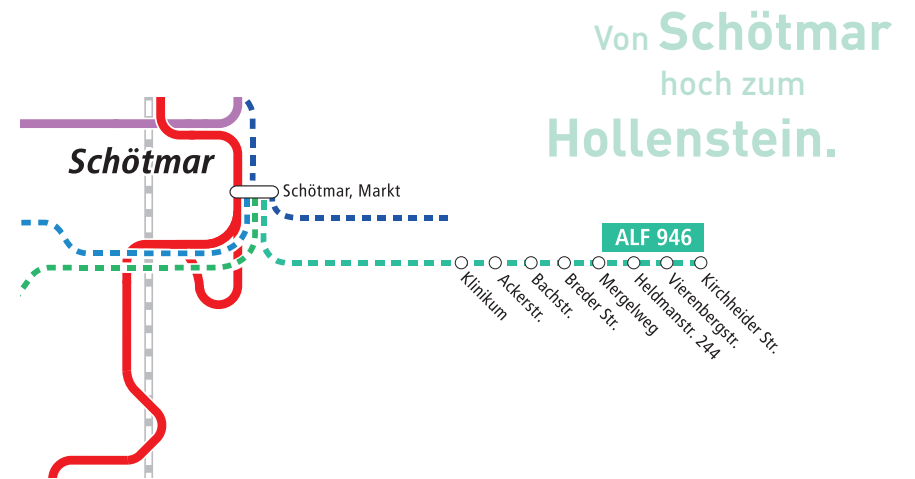 Von Schötmar
hoch zum
Hollenstein.
Schötmar
Schötmar, Markt
ALF 946
Klinikum
Ackerstr.
Bachstr.
Breder Str.
Mergelweg
Heldmanstr. 244
Vierenbergstr.
Kirchheider Str.